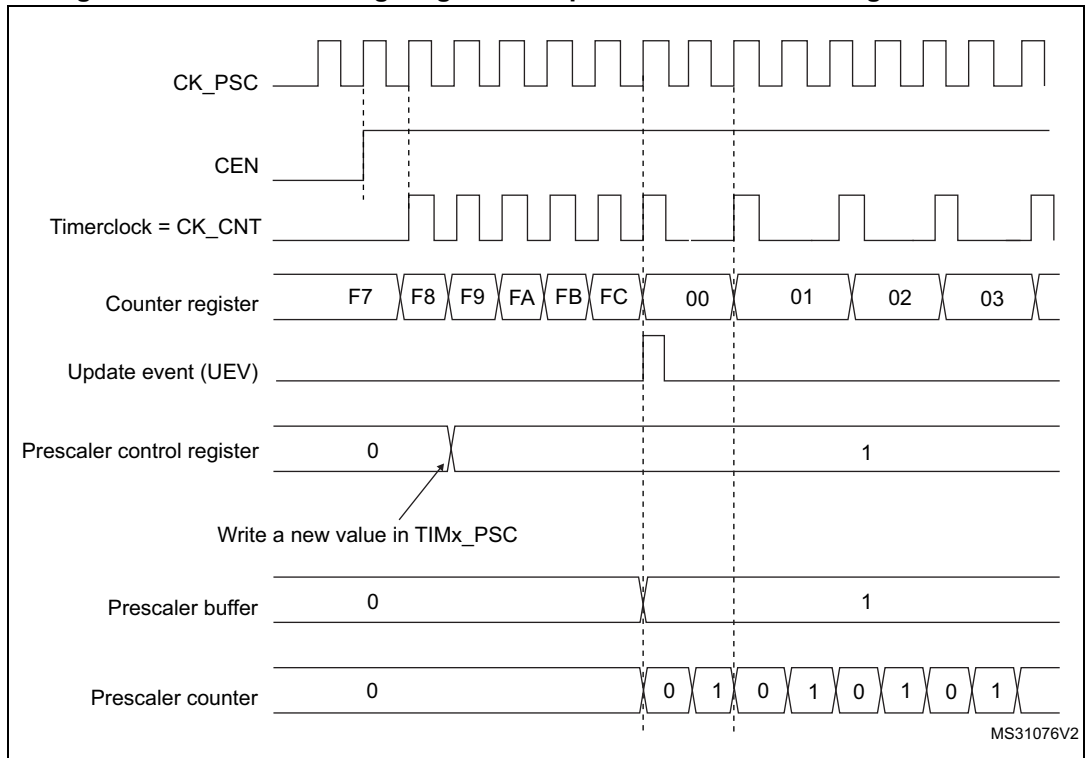 CK_PSC
CEN
Timerclock = CK_CNT
Counter register F7 F8 F9 FA FB FC 00 01 02 03
Update event (UEV)
Prescaler control register 0 1
Write a new value in TIMx_PSC
Prescaler buffer 0 1
Prescaler counter 0 0 1 0 1 0 1 0 1
MS31076V2